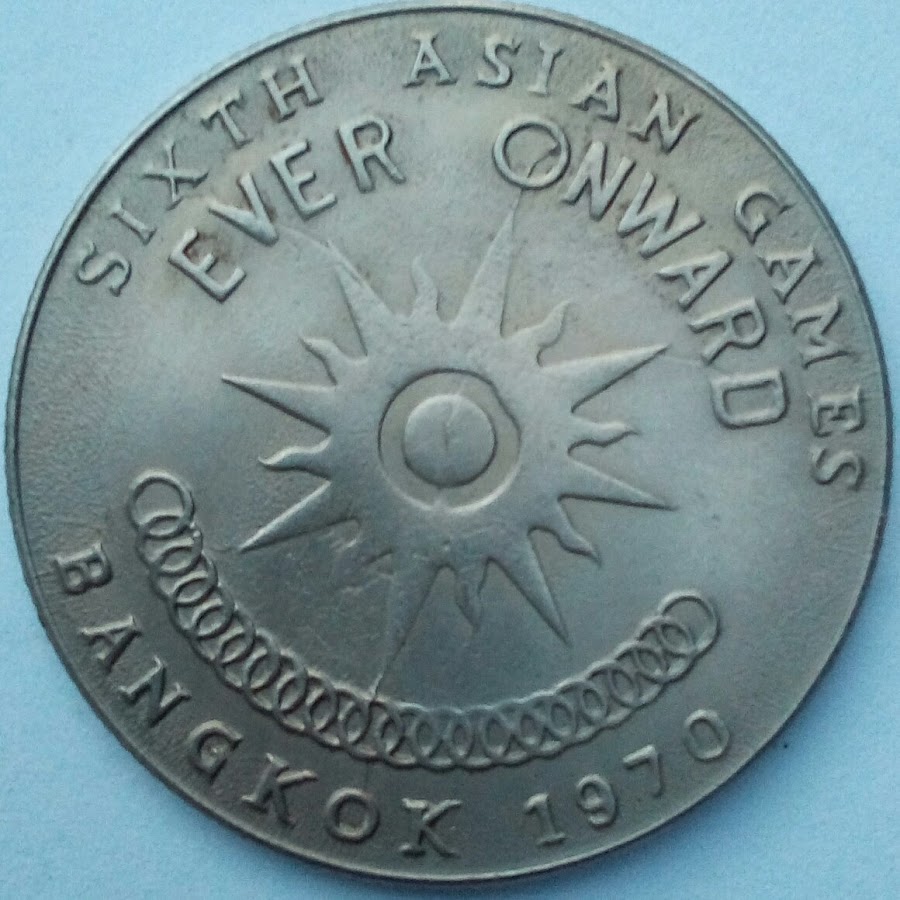 SIXTH ASIAN GAMES
EVER ONWARD
BANGKOK 1970